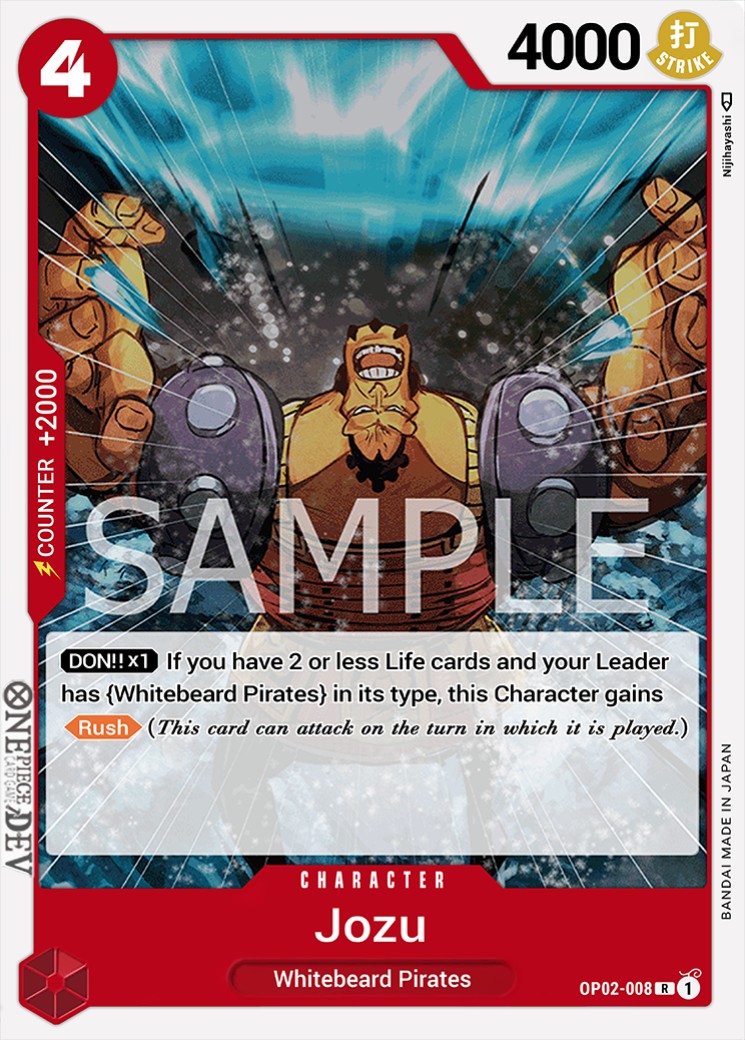 4
4000
打
STRIKE
Nijihayashi
COUNTER +2000
SAMPLE
DON!! x1 If you have 2 or less Life cards and your Leader
has {Whitebeard Pirates} in its type, this Character gains
Rush (This card can attack on the turn in which it is played.)
ONE PIECE
CARD GAME
DEV
BANDAI MADE IN JAPAN
CHARACTER
Jozu
Whitebeard Pirates
OP02-008 R 1